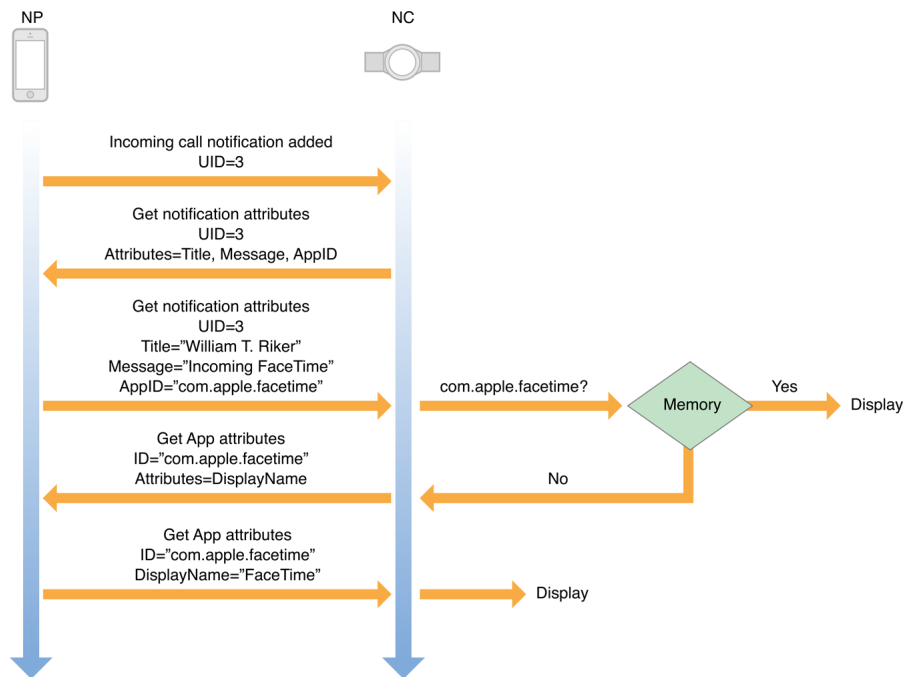 NP
NC
Incoming call notification added
UID=3
Get notification attributes
UID=3
Attributes=Title, Message, AppID
Get notification attributes
UID=3
Title=”William T. Riker”
Message=”Incoming FaceTime”
AppID=”com.apple.facetime”
com.apple.facetime?
Memory
Yes
Display
Get App attributes
ID=”com.apple.facetime”
Attributes=DisplayName
No
Get App attributes
ID=”com.apple.facetime”
DisplayName=”FaceTime”
Display